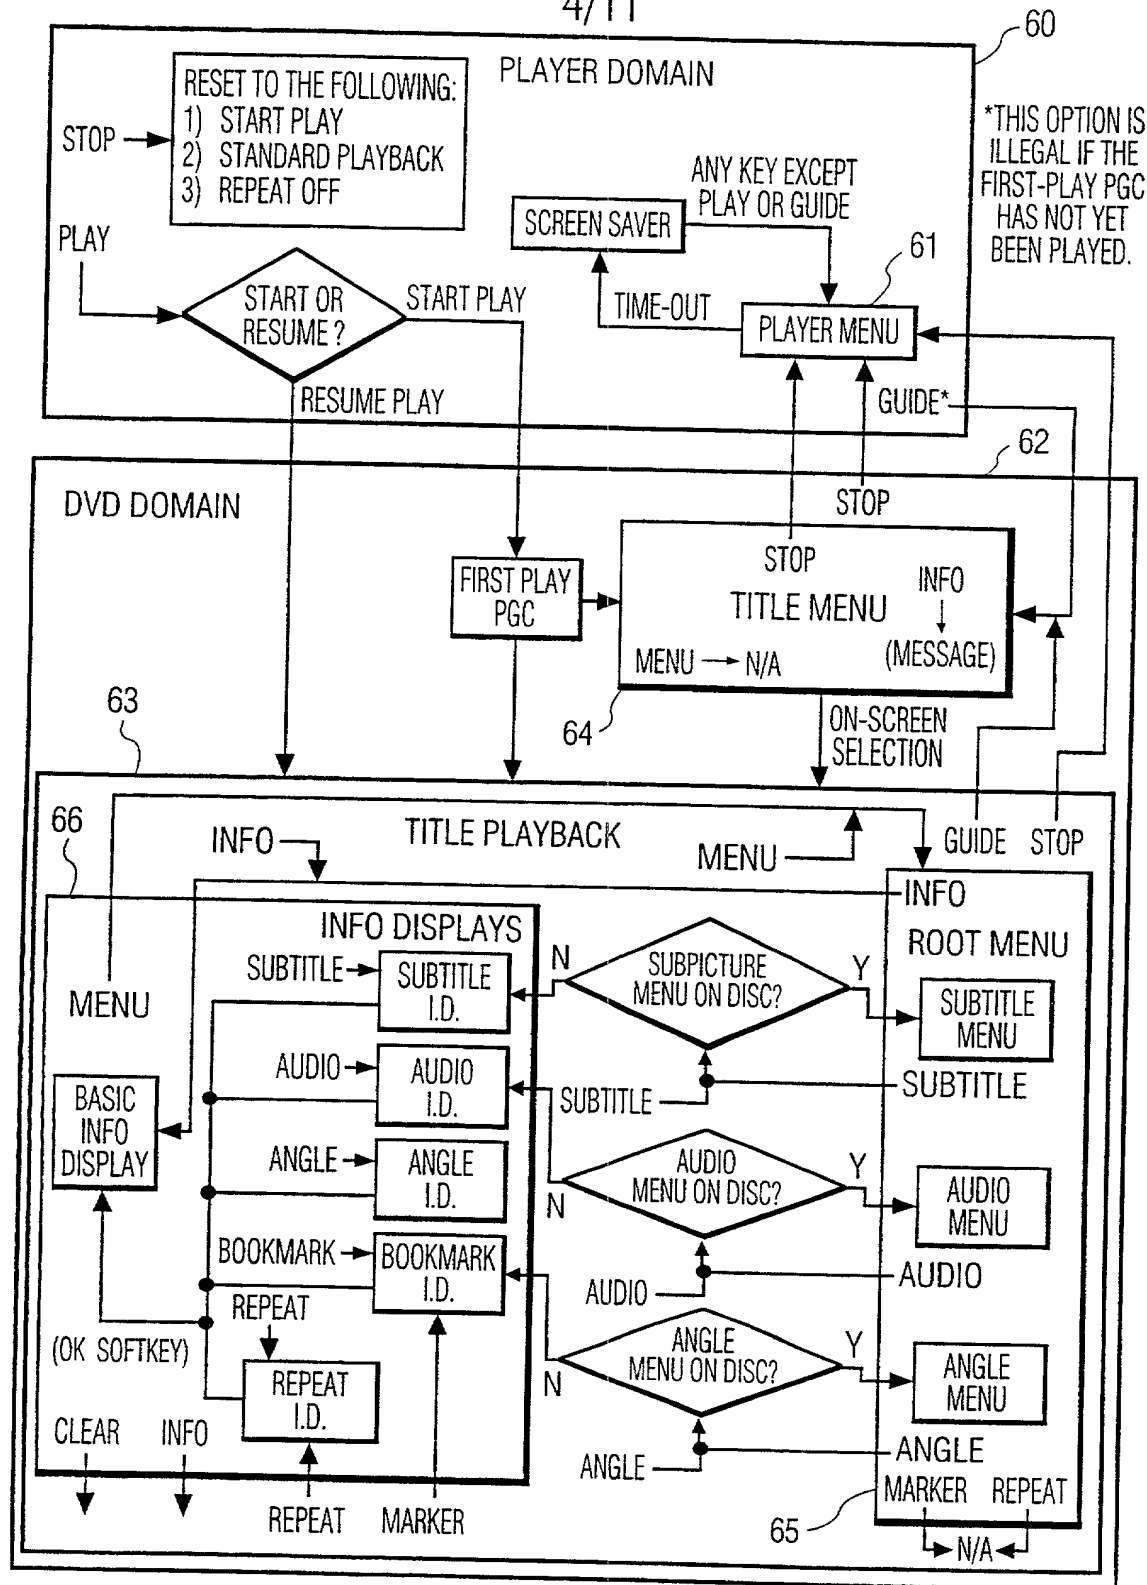 4/11
60
PLAYER DOMAIN
RESET TO THE FOLLOWING:
1) START PLAY
2) STANDARD PLAYBACK
3) REPEAT OFF
STOP
*THIS OPTION IS
ILLEGAL IF THE
FIRST-PLAY PGC
HAS NOT YET
BEEN PLAYED.
ANY KEY EXCEPT
PLAY OR GUIDE
SCREEN SAVER
PLAY
61
START OR
RESUME ?
START PLAY
TIME-OUT
PLAYER MENU
RESUME PLAY
GUIDE*
62
DVD DOMAIN
STOP
STOP
FIRST PLAY
PGC
INFO
TITLE MENU
(MESSAGE)
MENU
N/A
63
64
ON-SCREEN
SELECTION
66
TITLE PLAYBACK
INFO
MENU
GUIDE
STOP
INFO
INFO DISPLAYS
ROOT MENU
SUBTITLE
SUBTITLE
I.D.
N
SUBPICTURE
MENU ON DISC?
Y
SUBTITLE
MENU
MENU
AUDIO
AUDIO
I.D.
SUBTITLE
SUBTITLE
BASIC
INFO
DISPLAY
ANGLE
ANGLE
I.D.
N
AUDIO
MENU ON DISC?
Y
AUDIO
MENU
BOOKMARK
BOOKMARK
I.D.
AUDIO
AUDIO
REPEAT
(OK SOFTKEY)
REPEAT
I.D.
N
ANGLE
MENU ON DISC?
Y
ANGLE
MENU
CLEAR
INFO
ANGLE
ANGLE
MARKER
REPEAT
REPEAT
MARKER
65
N/A